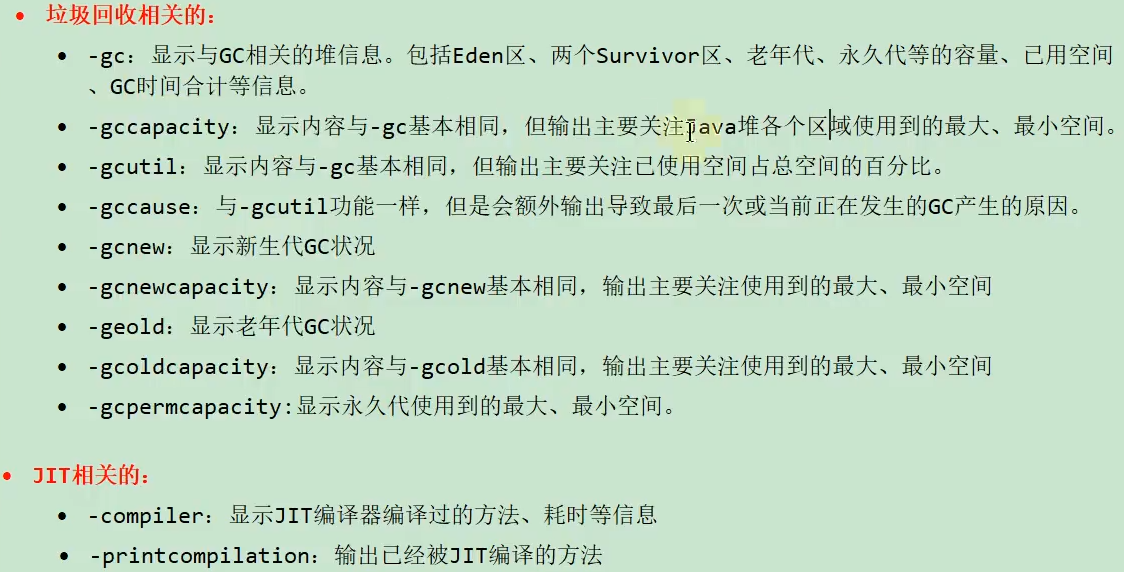 • 垃圾回收相关的：
• -gc：显示与GC相关的堆信息。包括Eden区、两个Survivor区、老年代、永久代等的容量、已用空间
、GC时间合计等信息。
• -gccapacity：显示内容与-gc基本相同，但输出主要关注java堆各个区域使用到的最大、最小空间。
• -gcutil：显示内容与-gc基本相同，但输出主要关注已使用空间占总空间的百分比。
• -gccause：与-gcutil功能一样，但是会额外输出导致最后一次或当前正在发生的GC产生的原因。
• -gcnew：显示新生代GC状况
• -gcnewcapacity：显示内容与-gcnew基本相同，输出主要关注使用到的最大、最小空间
• -geold：显示老年代GC状况
• -gcoldcapacity：显示内容与-gcold基本相同，输出主要关注使用到的最大、最小空间
• -gcpermcapacity:显示永久代使用到的最大、最小空间。
• JIT相关的：
• -compiler：显示JIT编译器编译过的方法、耗时等信息
• -printcompilation：输出已经被JIT编译的方法